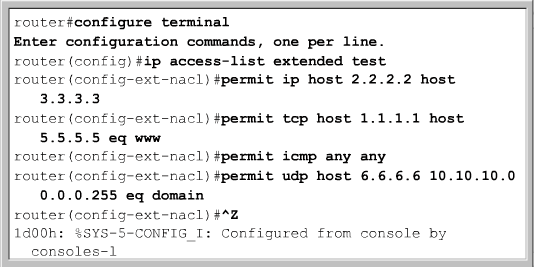 router#configure terminal
Enter configuration commands, one per line.
router(config)#ip access-list extended test
router(config-ext-nacl)#permit ip host 2.2.2.2 host
3.3.3.3
router(config-ext-nacl)#permit tcp host 1.1.1.1 host
5.5.5.5 eq www
router(config-ext-nacl)#permit icmp any any
router(config-ext-nacl)#permit udp host 6.6.6.6 10.10.10.0
0.0.0.255 eq domain
router(config-ext-nacl)#^Z
1d00h: %SYS-5-CONFIG_I: Configured from console by
consoles-l